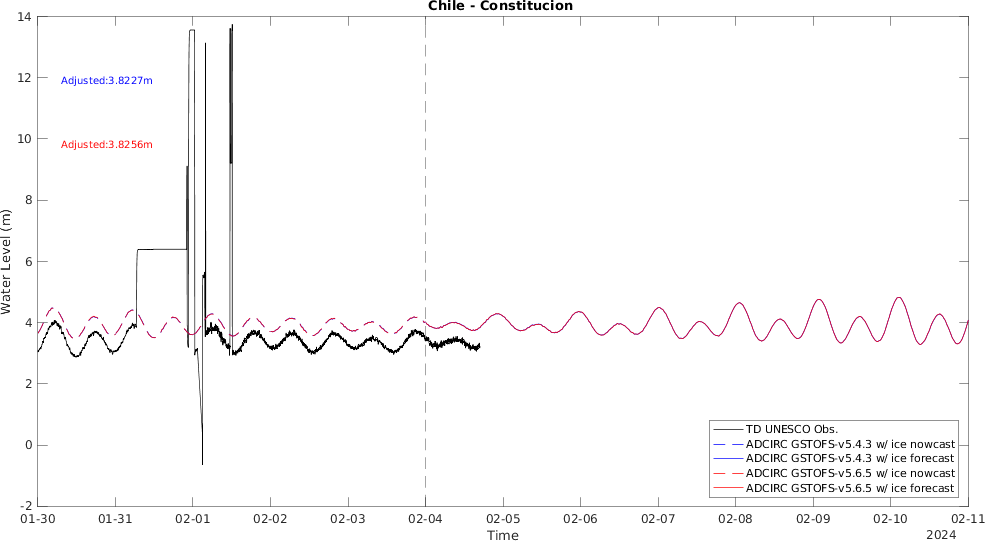 Chile - Constitucion
14
12
10
8
6
4
2
0
-2
Water Level (m)
Adjusted:3.8227m
Adjusted:3.8256m
TD UNESCO Obs.
ADCIRC GSTOFS-v5.4.3 w/ ice nowcast
ADCIRC GSTOFS-v5.4.3 w/ ice forecast
ADCIRC GSTOFS-v5.6.5 w/ ice nowcast
ADCIRC GSTOFS-v5.6.5 w/ ice forecast
01-30 01-31 02-01 02-02 02-03 02-04 02-05 02-06 02-07 02-08 02-09 02-10 02-11
Time
2024